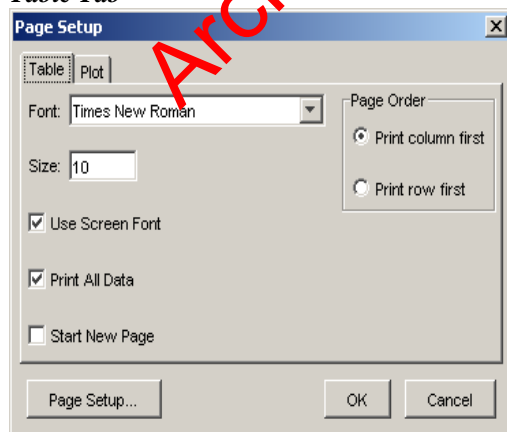 Table Tab
Page Setup
Table Plot
Font: Times New Roman
Size: 10
Use Screen Font
Print All Data
Start New Page
Page Order
Print column first
Print row first
Page Setup...
OK Cancel